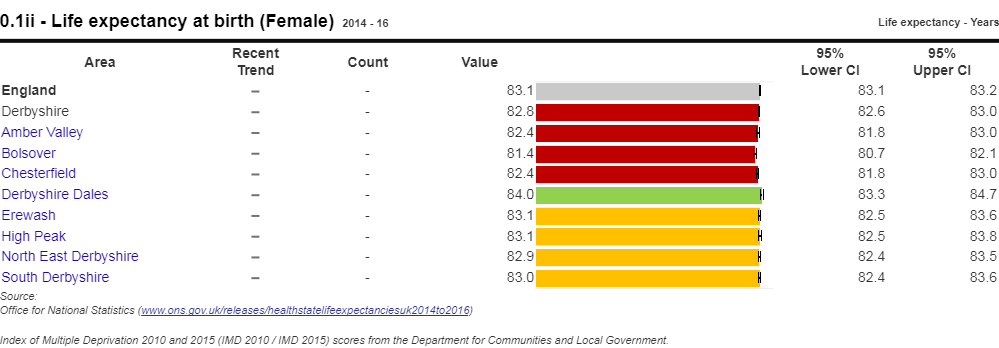 0.1ii - Life expectancy at birth (Female) 2014 - 16 Life expectancy - Years
Area Recent Trend Count Value 95% Lower CI 95% Upper CI
England – - 83.1 83.1 83.2
Derbyshire – - 82.8 82.6 83.0
Amber Valley – - 82.4 81.8 83.0
Bolsover – - 81.4 80.7 82.1
Chesterfield – - 82.4 81.8 83.0
Derbyshire Dales – - 84.0 83.3 84.7
Erewash – - 83.1 82.5 83.6
High Peak – - 83.1 82.5 83.8
North East Derbyshire – - 82.9 82.4 83.5
South Derbyshire – - 83.0 82.4 83.6
Source:
Office for National Statistics (www.ons.gov.uk/releases/healthstatelifeexpectanciesuk2014to2016)
Index of Multiple Deprivation 2010 and 2015 (IMD 2010 / IMD 2015) scores from the Department for Communities and Local Government.